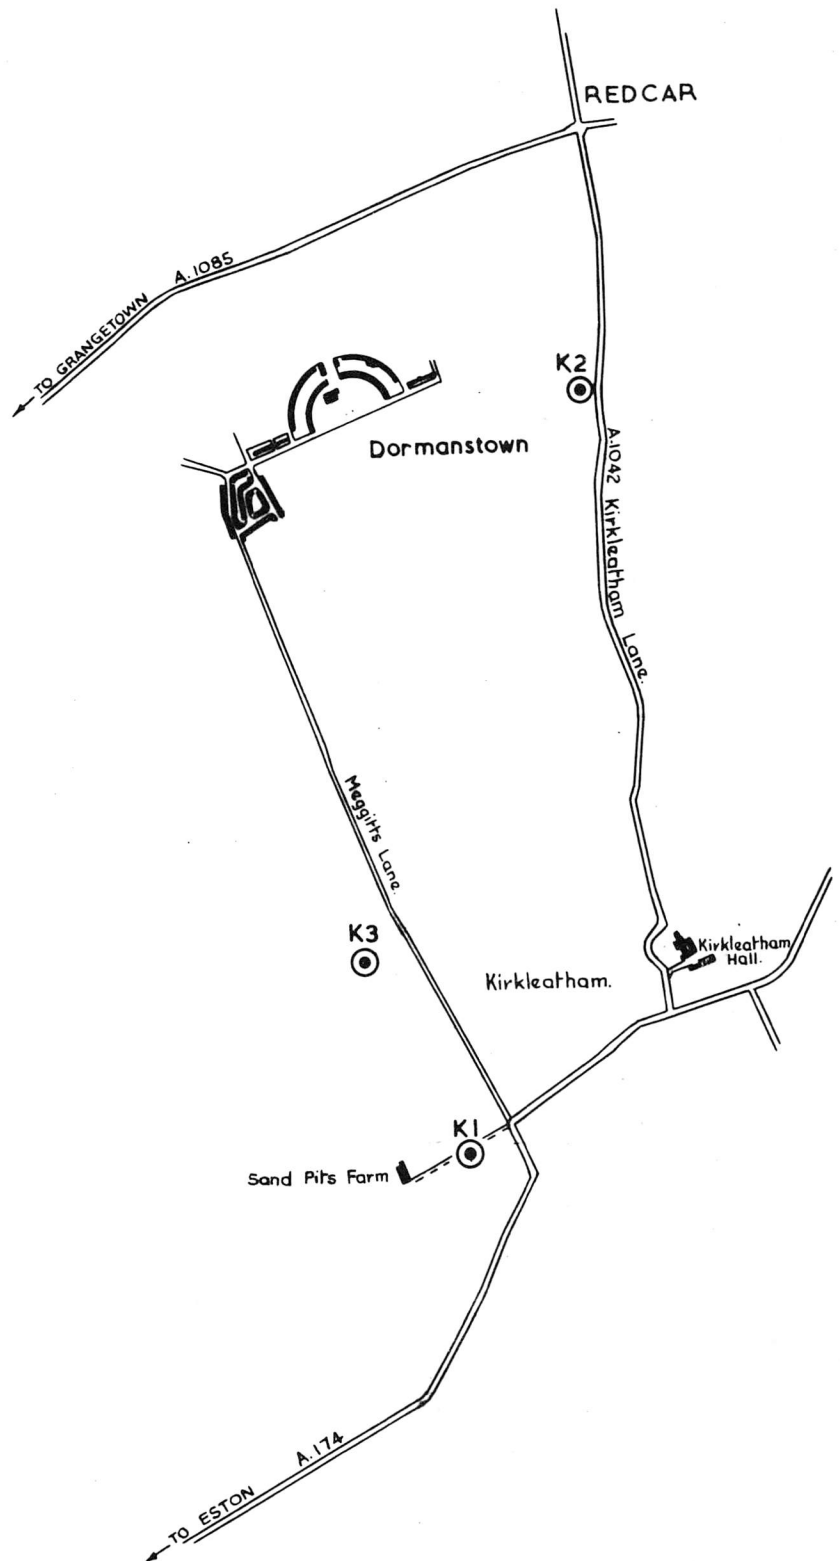 REDCAR
A.1085
TO GRANGETOWN
K2
Dormanstown
A.1042 Kirkleatham Lane.
Meggitts Lane.
K3
Kirkleatham
Hall.
Kirkleatham.
K1
Sand Pits Farm
A.174
TO ESTON